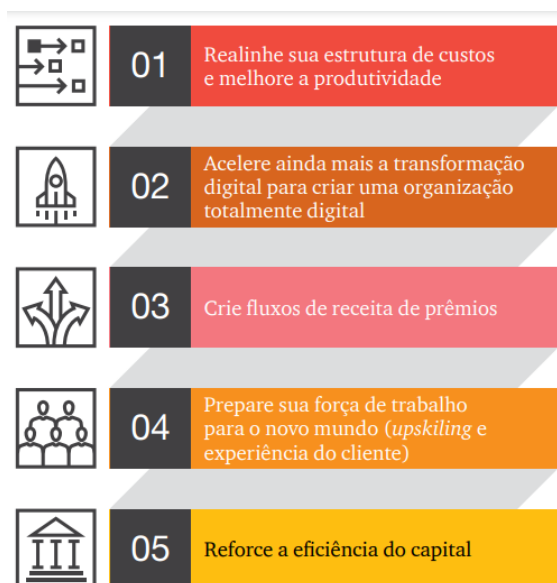 01
Realinhe sua estrutura de custos
e melhore a produtividade
02
Acelere ainda mais a transformação
digital para criar uma organização
totalmente digital
03
Crie fluxos de receita de prêmios
04
Prepare sua força de trabalho
para o novo mundo (upskiling e
experiência do cliente)
05
Reforce a eficiência do capital